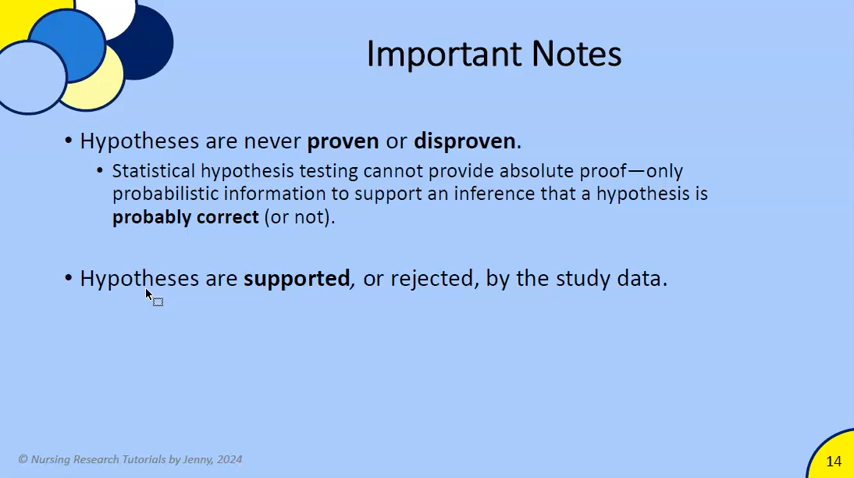 Important Notes
• Hypotheses are never proven or disproven.
• Statistical hypothesis testing cannot provide absolute proof—only
probabilistic information to support an inference that a hypothesis is
probably correct (or not).
• Hypotheses are supported, or rejected, by the study data.
© Nursing Research Tutorials by Jenny, 2024
14